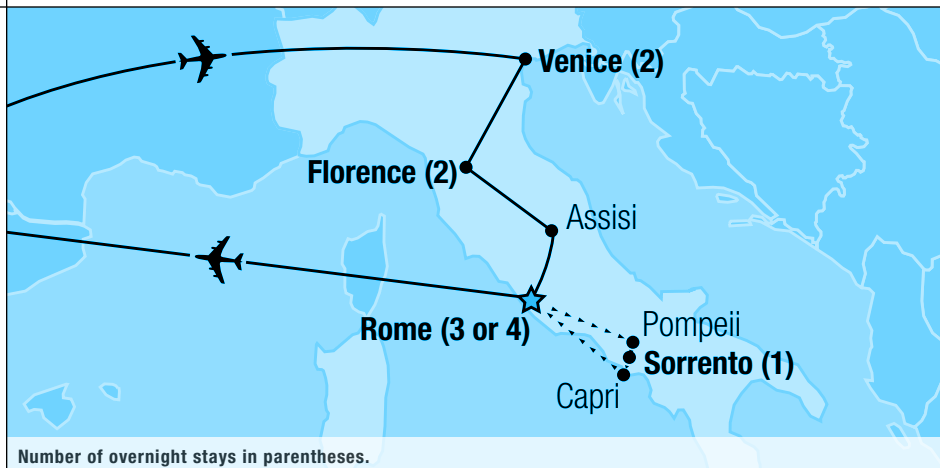 Venice (2)
Florence (2)
Assisi
Rome (3 or 4)
Pompeii
Sorrento (1)
Capri
Number of overnight stays in parentheses.